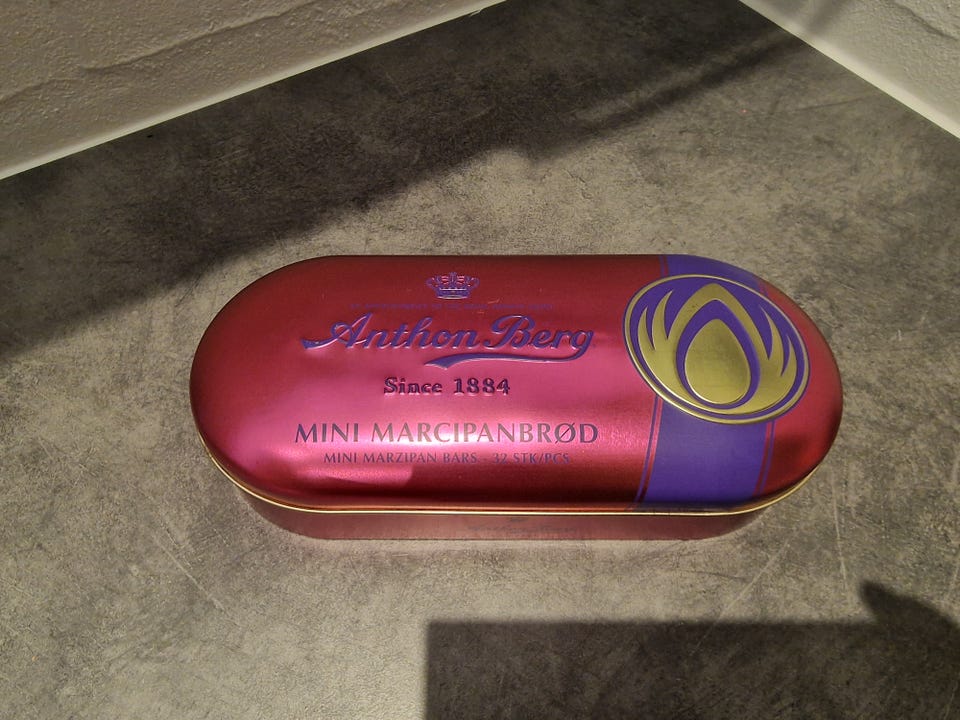 Anthon Berg
Since 1884
MINI MARCIPANBRØD
MINI MARZIPAN BARS - 32 STK/PCS